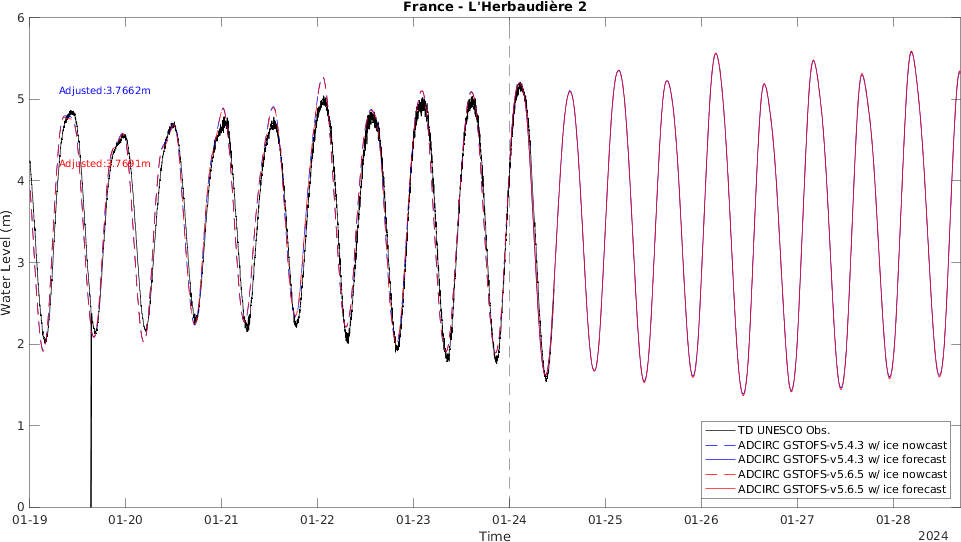 France - L'Herbaudière 2
6
5
4
3
2
1
0
Water Level (m)
Adjusted:3.7662m
Adjusted:3.7691m
TD UNESCO Obs.
ADCIRC GSTOFS-v5.4.3 w/ ice nowcast
ADCIRC GSTOFS-v5.4.3 w/ ice forecast
ADCIRC GSTOFS-v5.6.5 w/ ice nowcast
ADCIRC GSTOFS-v5.6.5 w/ ice forecast
01-19 01-20 01-21 01-22 01-23 01-24 01-25 01-26 01-27 01-28
Time
2024